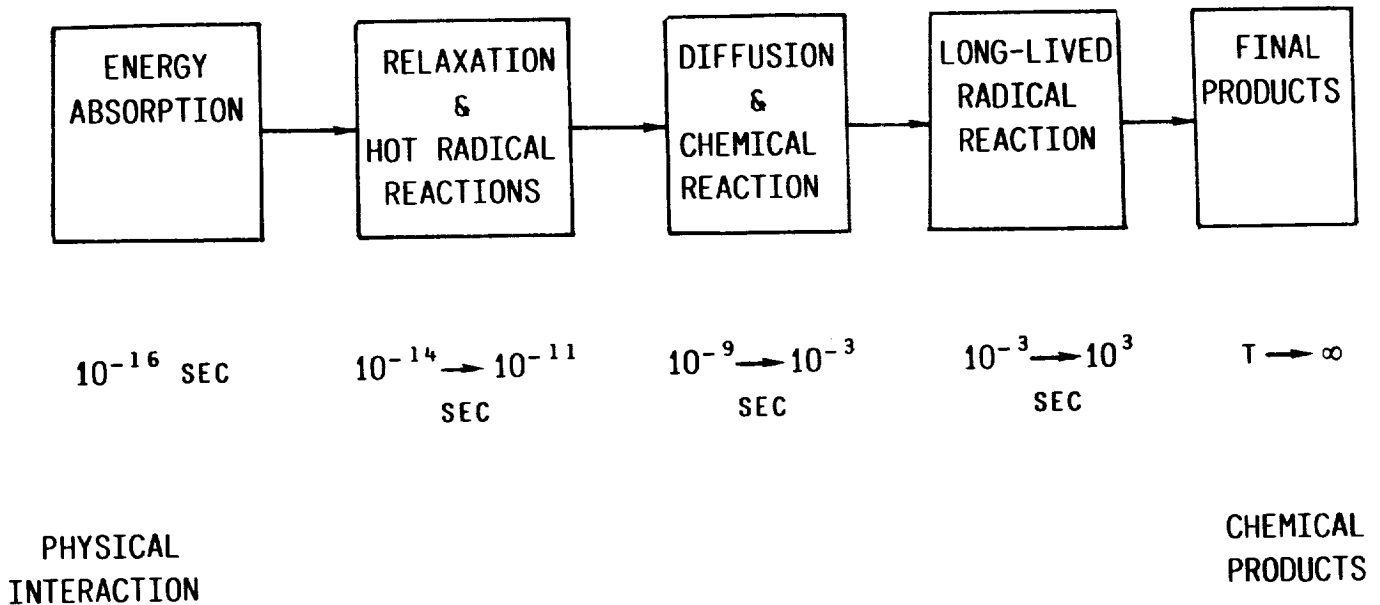 ENERGY
ABSORPTION
RELAXATION
&
HOT RADICAL
REACTIONS
DIFFUSION
&
CHEMICAL
REACTION
LONG-LIVED
RADICAL
REACTION
FINAL
PRODUCTS
10⁻¹⁶ SEC
10⁻¹⁴ → 10⁻¹¹
SEC
10⁻⁹ → 10⁻³
SEC
10⁻³ → 10³
SEC
T → ∞
PHYSICAL
INTERACTION
CHEMICAL
PRODUCTS